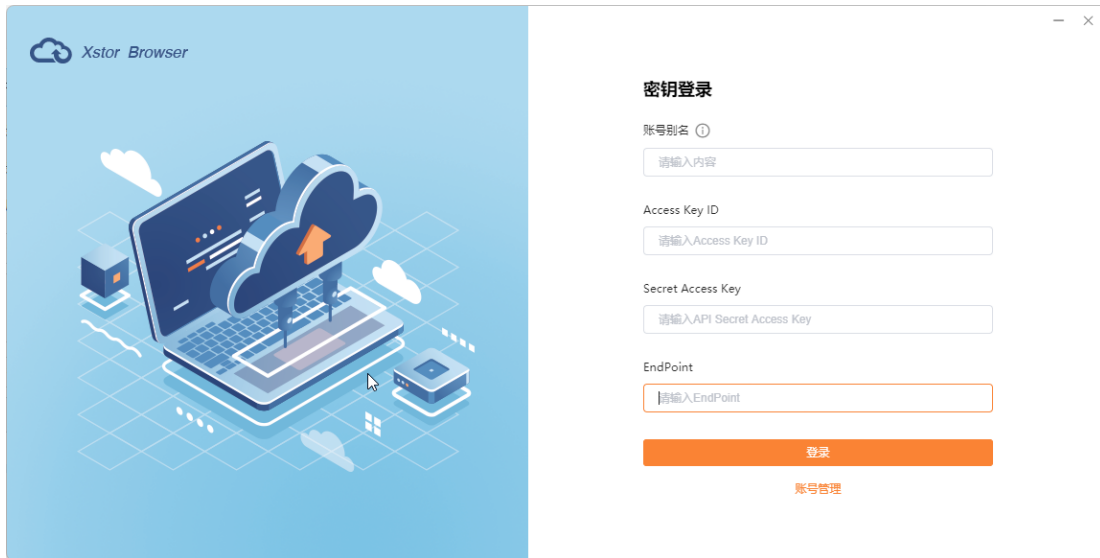 Xstor Browser
密钥登录
账号别名
请输入内容
Access Key ID
请输入Access Key ID
Secret Access Key
请输入API Secret Access Key
EndPoint
请输入EndPoint
登录
账号管理